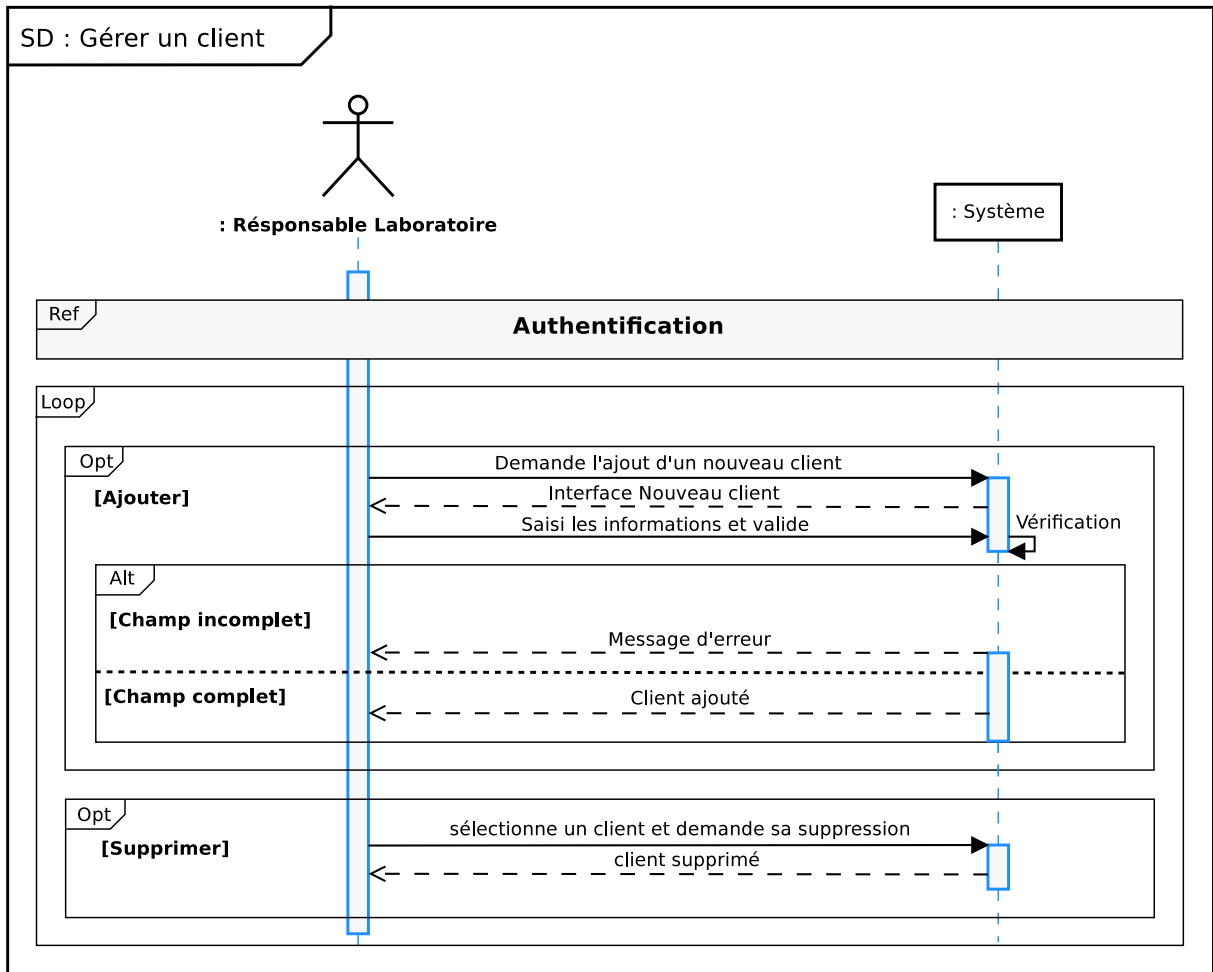 SD : Gérer un client
: Résponsable Laboratoire
: Système
Ref
Authentification
Loop
Opt
Demande l'ajout d'un nouveau client
[Ajouter]
Interface Nouveau client
Saisi les informations et valide
Vérification
Alt
[Champ incomplet]
Message d'erreur
[Champ complet]
Client ajouté
Opt
sélectionne un client et demande sa suppression
[Supprimer]
client supprimé